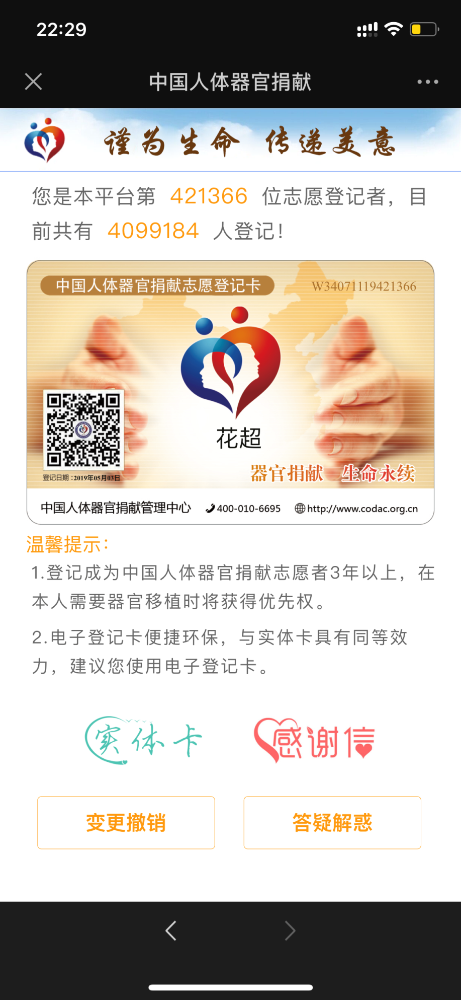 22:29
中国人体器官捐献
谨为生命 传递美意
您是本平台第 421366 位志愿登记者，目
前共有 4099184 人登记！
中国人体器官捐献志愿登记卡
W34071119421366
花超
登记日期：2019年05月03日
器官捐献 生命永续
中国人体器官捐献管理中心 400-010-6695 http://www.codac.org.cn
温馨提示：
1.登记成为中国人体器官捐献志愿者3年以上，在
本人需要器官移植时将获得优先权。
2.电子登记卡便捷环保，与实体卡具有同等效
力，建议您使用电子登记卡。
实体卡 感谢信
变更撤销 答疑解惑